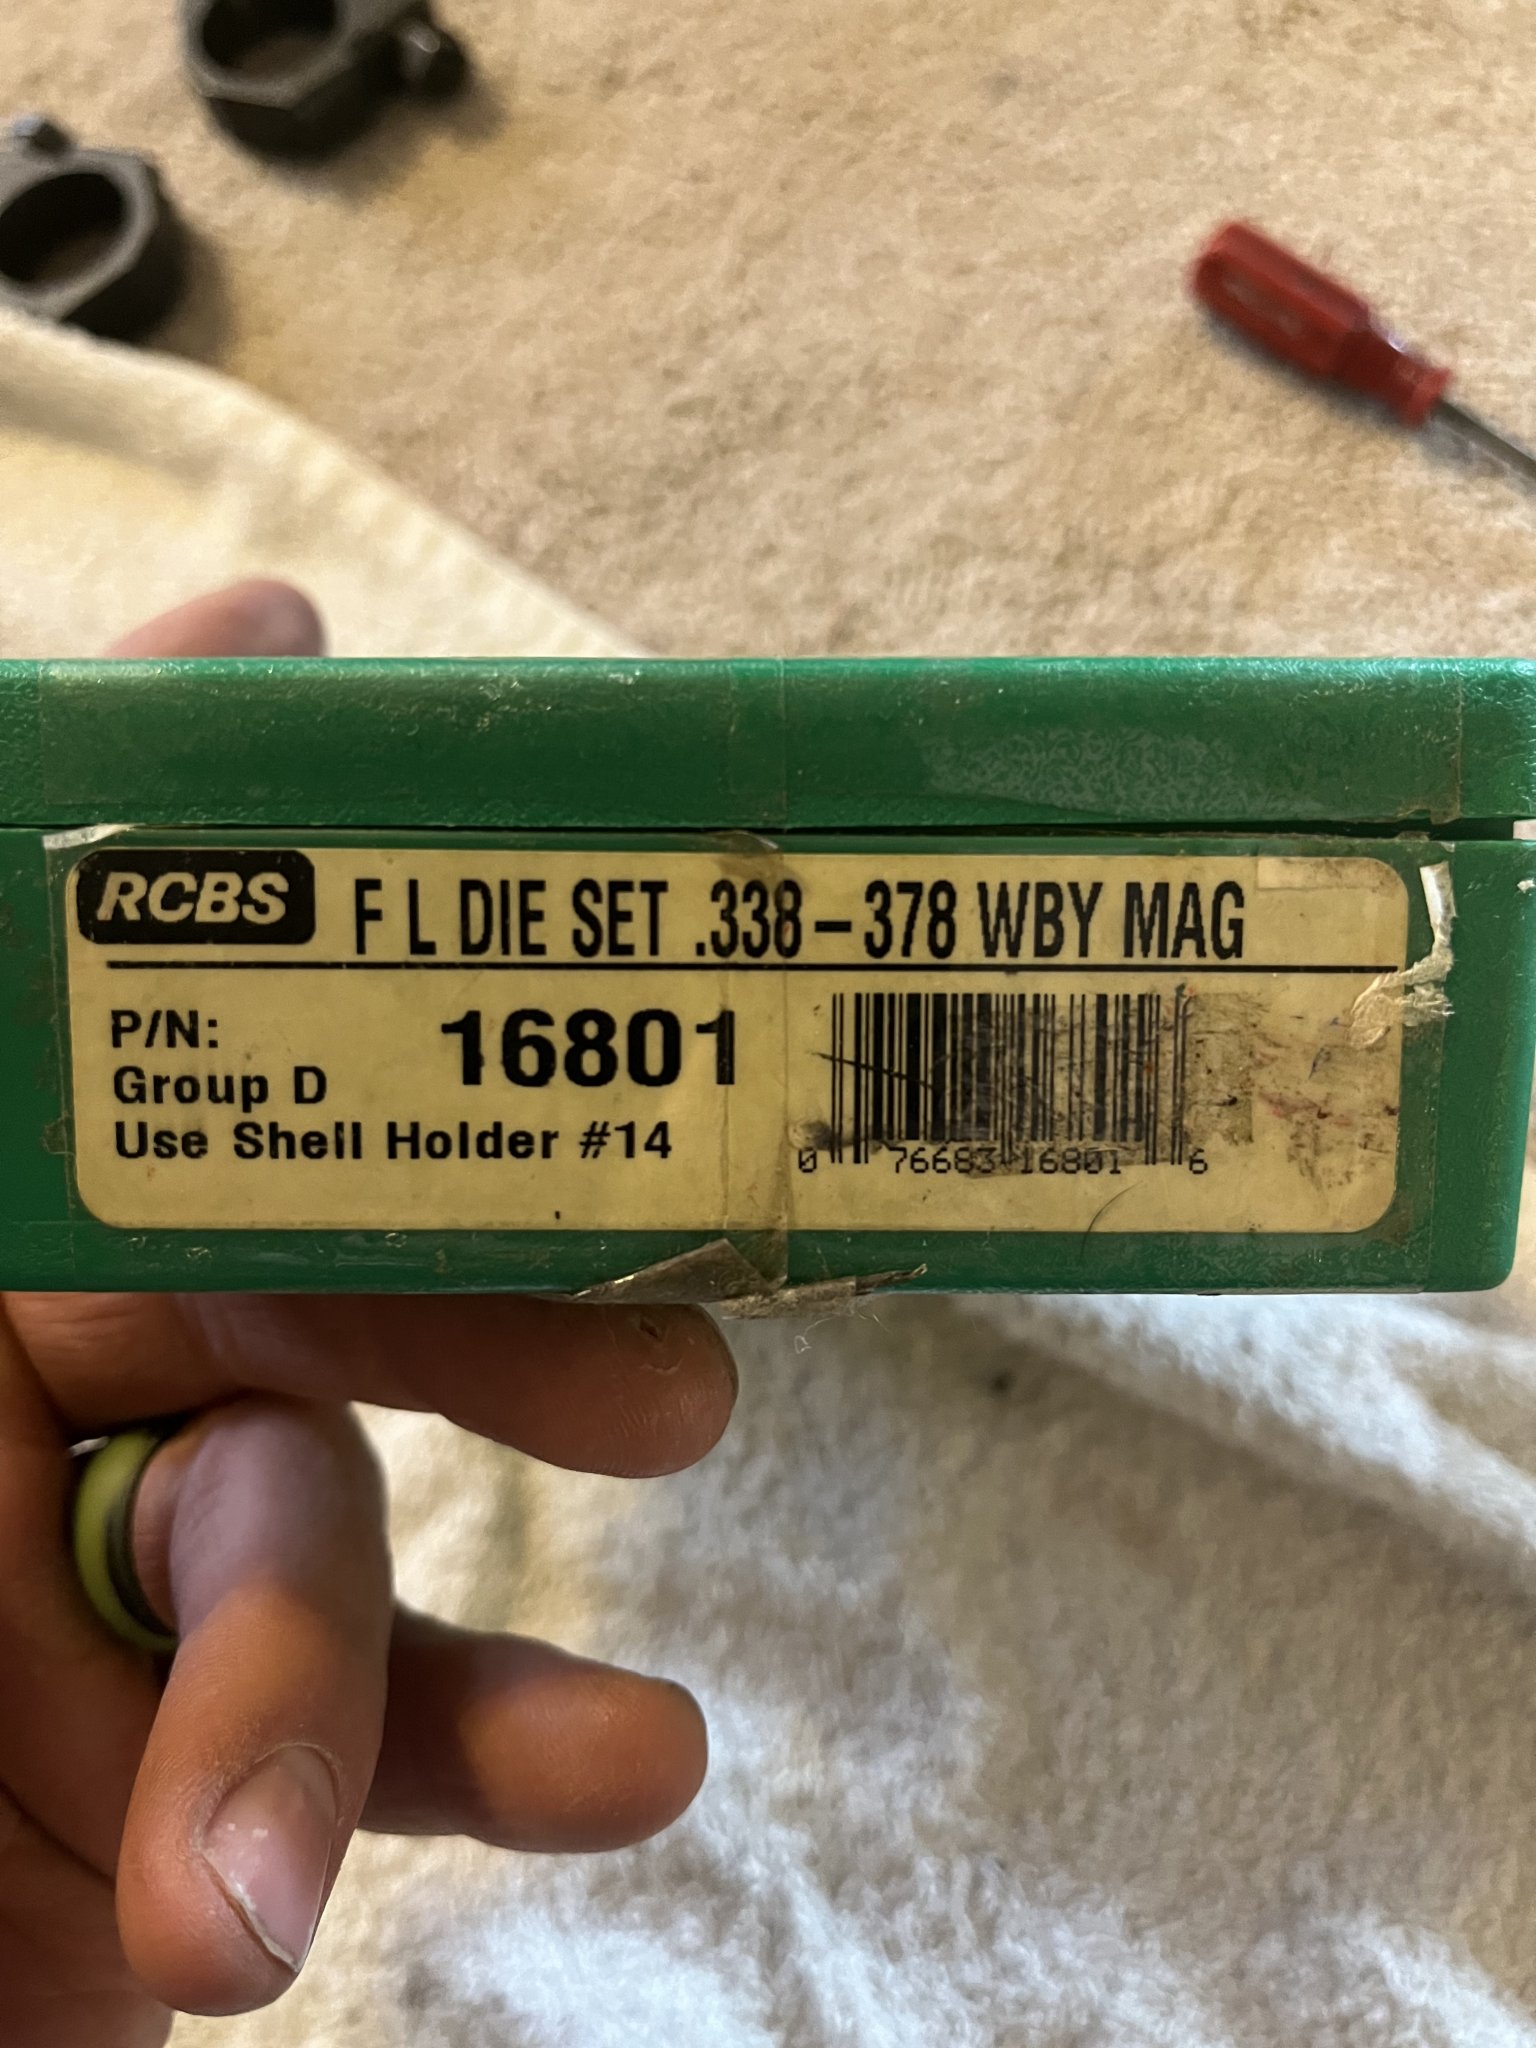 RCBS F L DIE SET .338-378 WBY MAG
P/N: 16801
Group D
Use Shell Holder #14
0 76683 16801 6